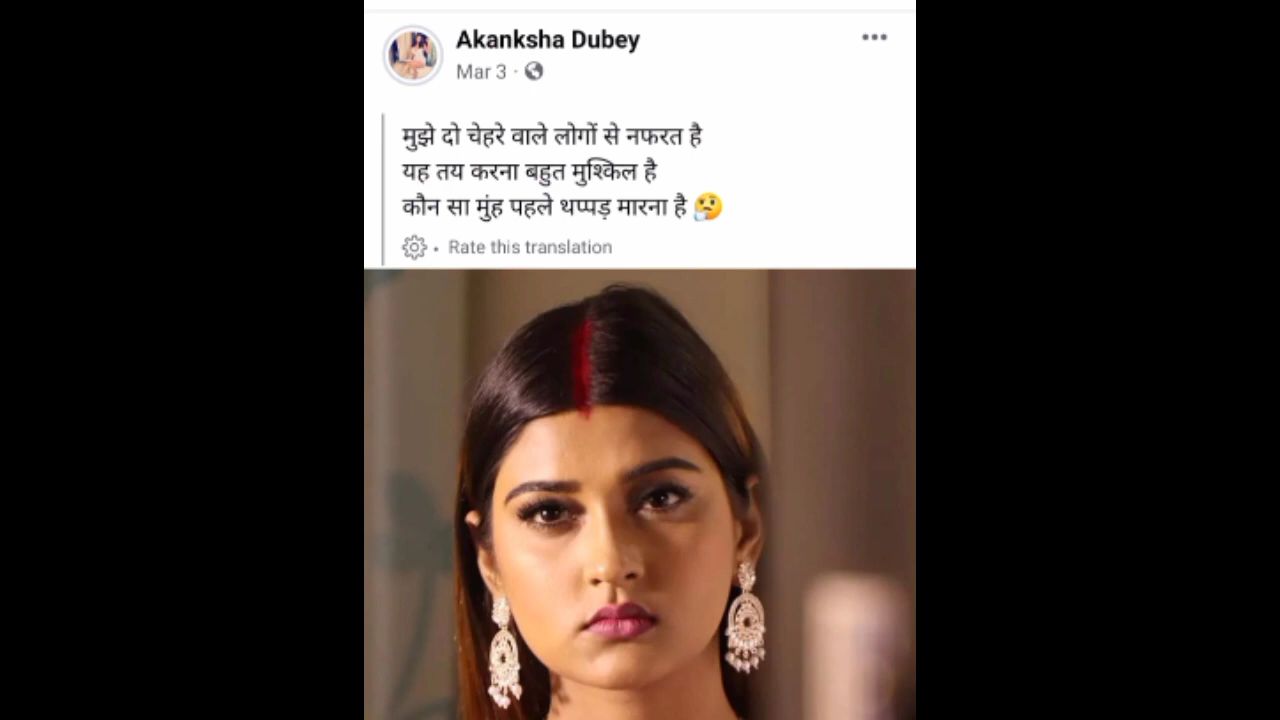 Akanksha Dubey
Mar 3 ·
मुझे दो चेहरे वाले लोगों से नफरत है
यह तय करना बहुत मुश्किल है
कौन सा मुंह पहले थप्पड़ मारना है 🤔
· Rate this translation